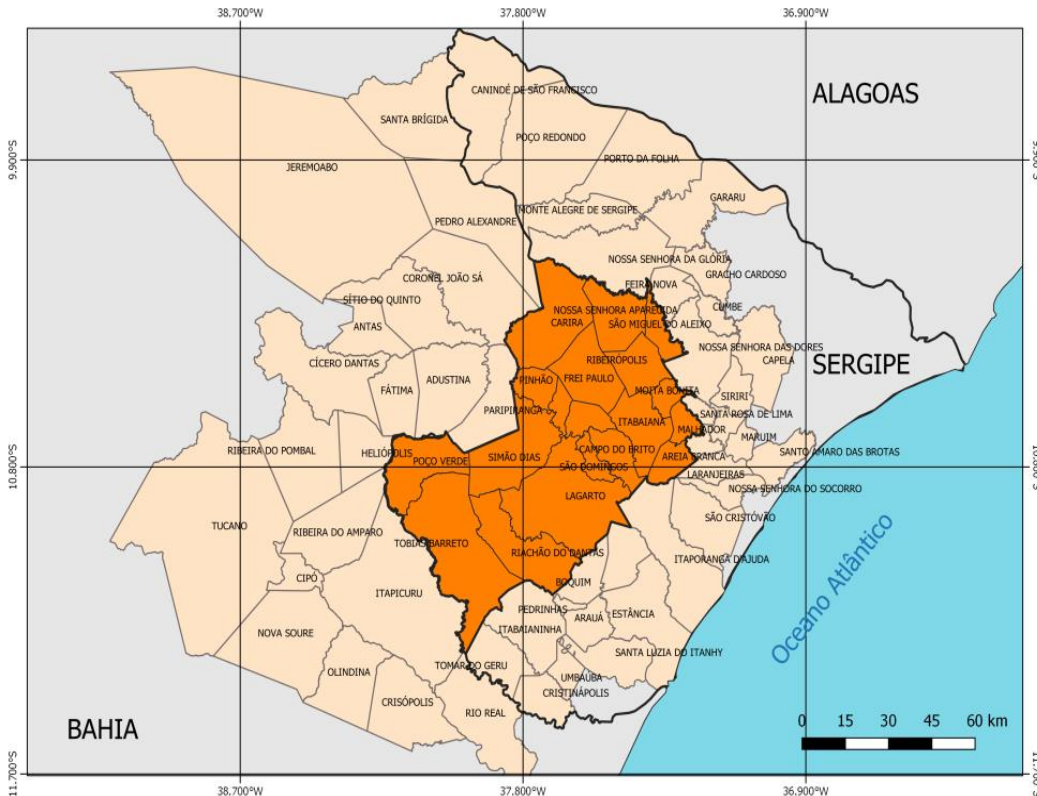 38.700°W 37.800°W 36.900°W
CANINDÉ DE SÃO FRANCISCO
ALAGOAS
SANTA BRÍGIDA
POÇO REDONDO
9.900°S
PORTO DA FOLHA
9.900°S
JEREMOABO
GARARU
MONTE ALEGRE DE SERGIPE
PEDRO ALEXANDRE
NOSSA SENHORA DA GLÓRIA
GRACHO CARDOSO
CORONEL JOÃO SÁ
FEIRA NOVA
SÍTIO DO QUINTO
CUMBE
NOSSA SENHORA APARECIDA
CARIRA
SÃO MIGUEL DO ALEIXO
ANTAS
NOSSA SENHORA DAS DORES
CAPELA
SERGIPE
RIBEIRÓPOLIS
CÍCERO DANTAS
ADUSTINA
PINHÃO
FREI PAULO
FÁTIMA
MOITA BONITA
SIRIRI
PARIPIRANGA
SANTA ROSA DE LIMA
ITABAIANA
MALHADOR
MARUIM
RIBEIRA DO POMBAL
HELIÓPOLIS
CAMPO DO BRITO
SANTO AMARO DAS BROTAS
POÇO VERDE
SIMÃO DIAS
AREIA BRANCA
10.800°S
SÃO DOMINGOS
10.800°S
LARANJEIRAS
NOSSA SENHORA DO SOCORRO
LAGARTO
SÃO CRISTÓVÃO
TUCANO
RIBEIRA DO AMPARO
TOBIAS BARRETO
RIACHÃO DO DANTAS
ITAPORANGA D'AJUDA
Oceano Atlântico
CIPÓ
BOQUIM
ITAPICURU
PEDRINHAS
ARAUÁ
ESTÂNCIA
NOVA SOURE
ITABAIANINHA
SANTA LUZIA DO ITANHY
TOMAR DO GERU
OLINDINA
UMBAÚBA
CRISTINÁPOLIS
CRISÓPOLIS
RIO REAL
BAHIA
0 15 30 45 60 km
11.700°S
11.700°S
38.700°W 37.800°W 36.900°W